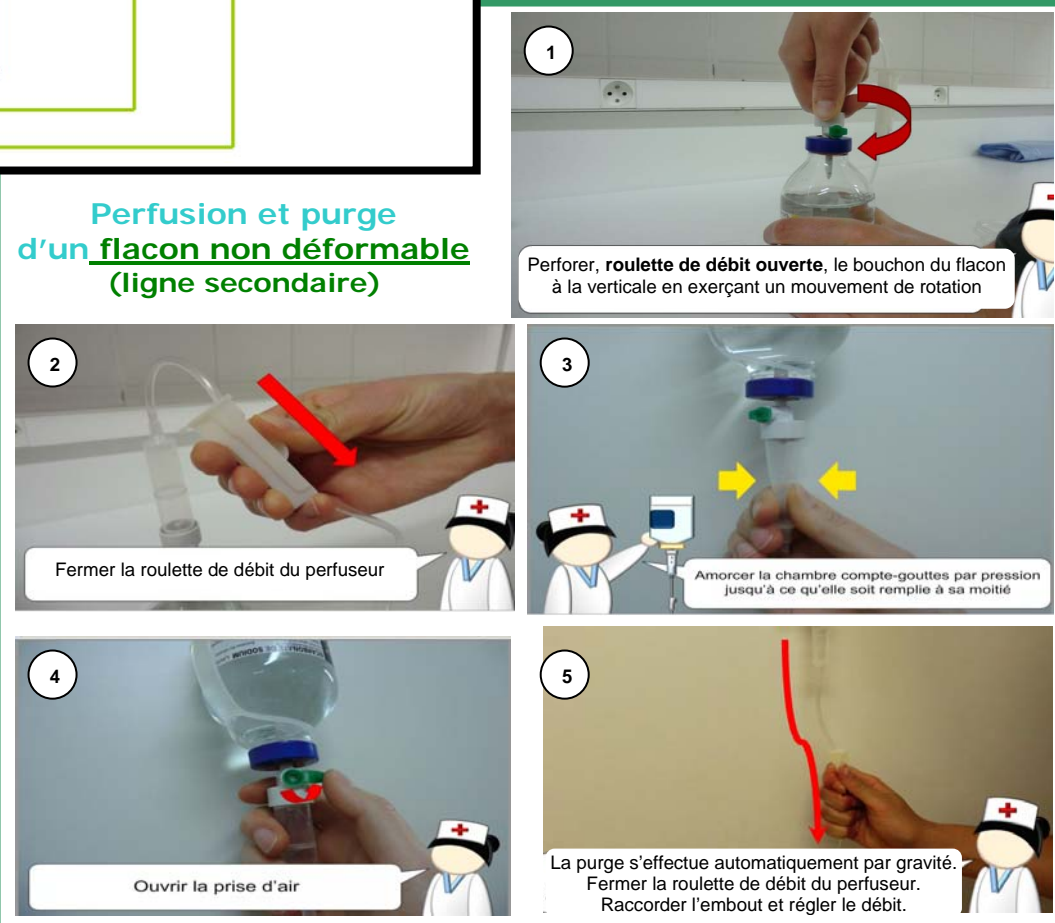 Perfusion et purge
d'un flacon non déformable
(ligne secondaire)
1
Perforer, roulette de débit ouverte, le bouchon du flacon
à la verticale en exerçant un mouvement de rotation
2
Fermer la roulette de débit du perfuseur
3
Amorcer la chambre compte-gouttes par pression
jusqu'à ce qu'elle soit remplie à sa moitié
4
Ouvrir la prise d'air
5
La purge s'effectue automatiquement par gravité.
Fermer la roulette de débit du perfuseur.
Raccorder l'embout et régler le débit.